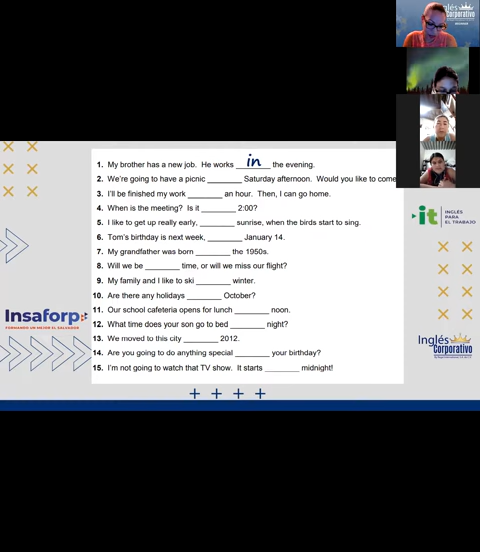 Inglés
Corporativo
1. My brother has a new job. He works in the evening.
2. We're going to have a picnic ________ Saturday afternoon. Would you like to come
3. I'll be finished my work ________ an hour. Then, I can go home.
4. When is the meeting? Is it ________ 2:00?
5. I like to get up really early, ________ sunrise, when the birds start to sing.
6. Tom's birthday is next week, ________ January 14.
7. My grandfather was born ________ the 1950s.
8. Will we be ________ time, or will we miss our flight?
9. My family and I like to ski ________ winter.
10. Are there any holidays ________ October?
11. Our school cafeteria opens for lunch ________ noon.
12. What time does your son go to bed ________ night?
13. We moved to this city ________ 2012.
14. Are you going to do anything special ________ your birthday?
15. I'm not going to watch that TV show. It starts ________ midnight!
it INGLÉS
PARA
EL TRABAJO
Insaforp
FORMANDO UN MEJOR EL SALVADOR
Inglés
Corporativo